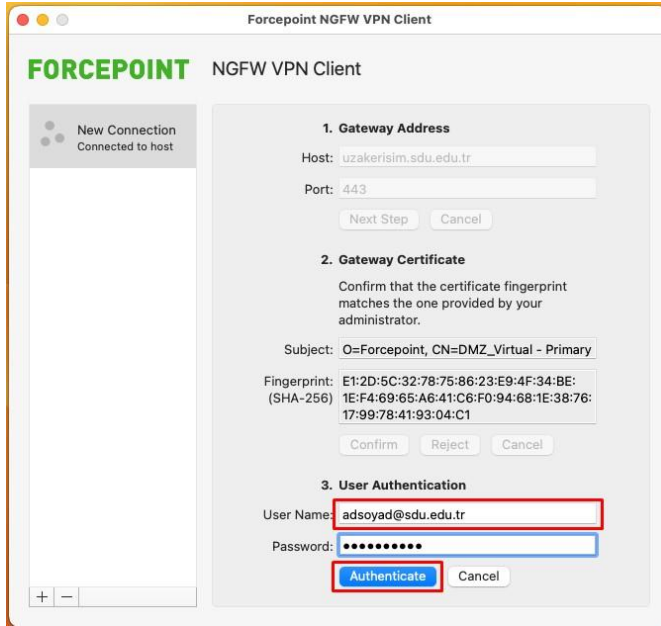 Forcepoint NGFW VPN Client
FORCEPOINT NGFW VPN Client
New Connection
Connected to host
1. Gateway Address
Host: uzakerisim.sdu.edu.tr
Port: 443
Next Step Cancel
2. Gateway Certificate
Confirm that the certificate fingerprint
matches the one provided by your
administrator.
Subject: O=Forcepoint, CN=DMZ_Virtual - Primary
Fingerprint: E1:2D:5C:32:78:75:86:23:E9:4F:34:BE:
(SHA-256) 1E:F4:69:65:A6:41:C6:F0:94:68:1E:38:76:
17:99:78:41:93:04:C1
Confirm Reject Cancel
3. User Authentication
User Name: adsoyad@sdu.edu.tr
Password: ••••••••••
Authenticate Cancel